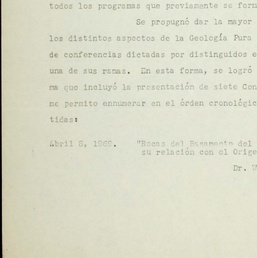 todos los programas que previamente se form
Se propugnó dar la mayor
los distintos aspectos de la Geología Pura
de conferencias dictadas por distinguidos e
una de sus ramas. En esta forma, se logró
ma que incluyó la presentación de siete Con
me permito ennumerar en el órden cronológic
tidas:
Abril 8, 1962. "Rocas del Basamento del
su relación con el Orige
Dr.